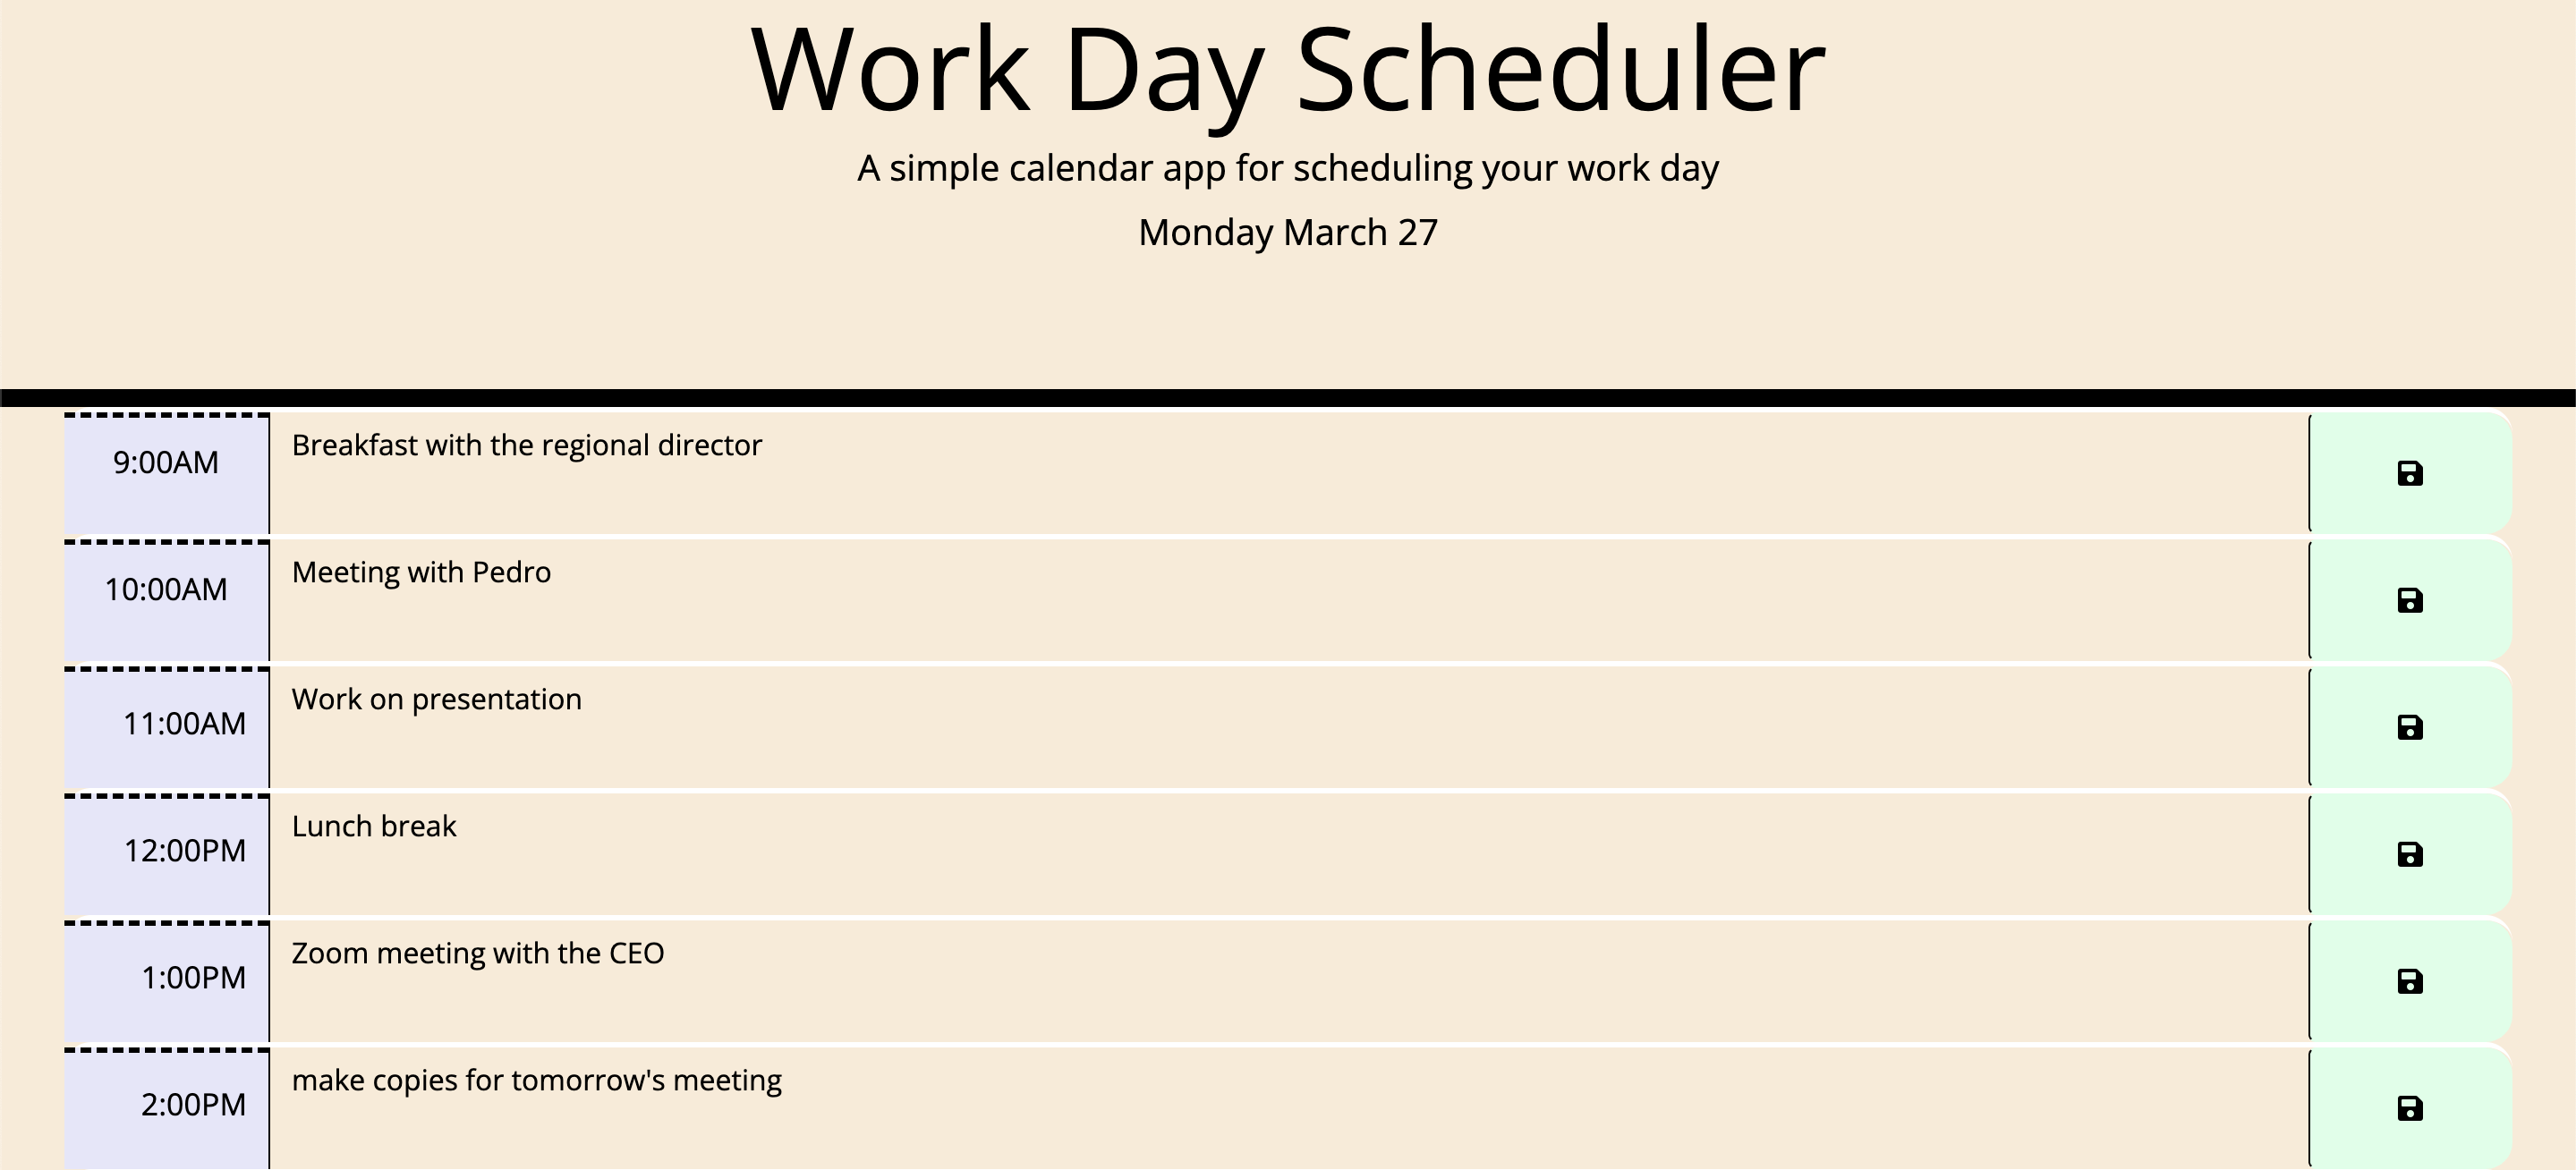 Work Day Scheduler
A simple calendar app for scheduling your work day
Monday March 27
9:00AM Breakfast with the regional director
10:00AM Meeting with Pedro
11:00AM Work on presentation
12:00PM Lunch break
1:00PM Zoom meeting with the CEO
2:00PM make copies for tomorrow's meeting